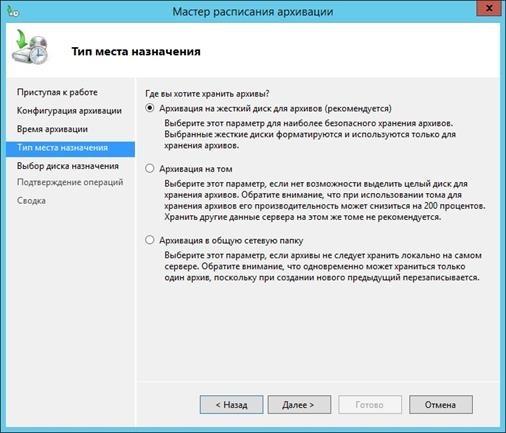 Мастер расписания архивации
Тип места назначения
Приступая к работе
Конфигурация архивации
Время архивации
Тип места назначения
Выбор диска назначения
Подтверждение операций
Сводка
Где вы хотите хранить архивы?
Архивация на жесткий диск для архивов (рекомендуется)
Выберите этот параметр для наиболее безопасного хранения архивов.
Выбранные жесткие диски форматируются и используются только для
хранения архивов.
Архивация на том
Выберите этот параметр, если нет возможности выделить целый диск для
хранения архивов. Обратите внимание, что при использовании тома для
хранения архивов его производительность может снизиться на 200 процентов.
Хранить другие данные сервера на этом же томе не рекомендуется.
Архивация в общую сетевую папку
Выберите этот параметр, если архивы не следует хранить локально на самом
сервере. Обратите внимание, что одновременно может храниться только
один архив, поскольку при создании нового предыдущий перезаписывается.
< Назад
Далее >
Готово
Отмена